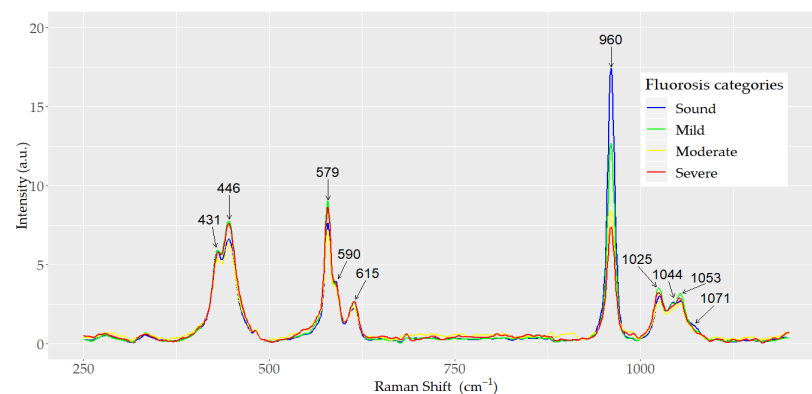 20
15
10
5
0
Intensity (a.u.)
250
500
750
1000
Raman Shift (cm⁻¹)
431
446
579
590
615
960
1025
1044
1053
1071
Fluorosis categories
Sound
Mild
Moderate
Severe